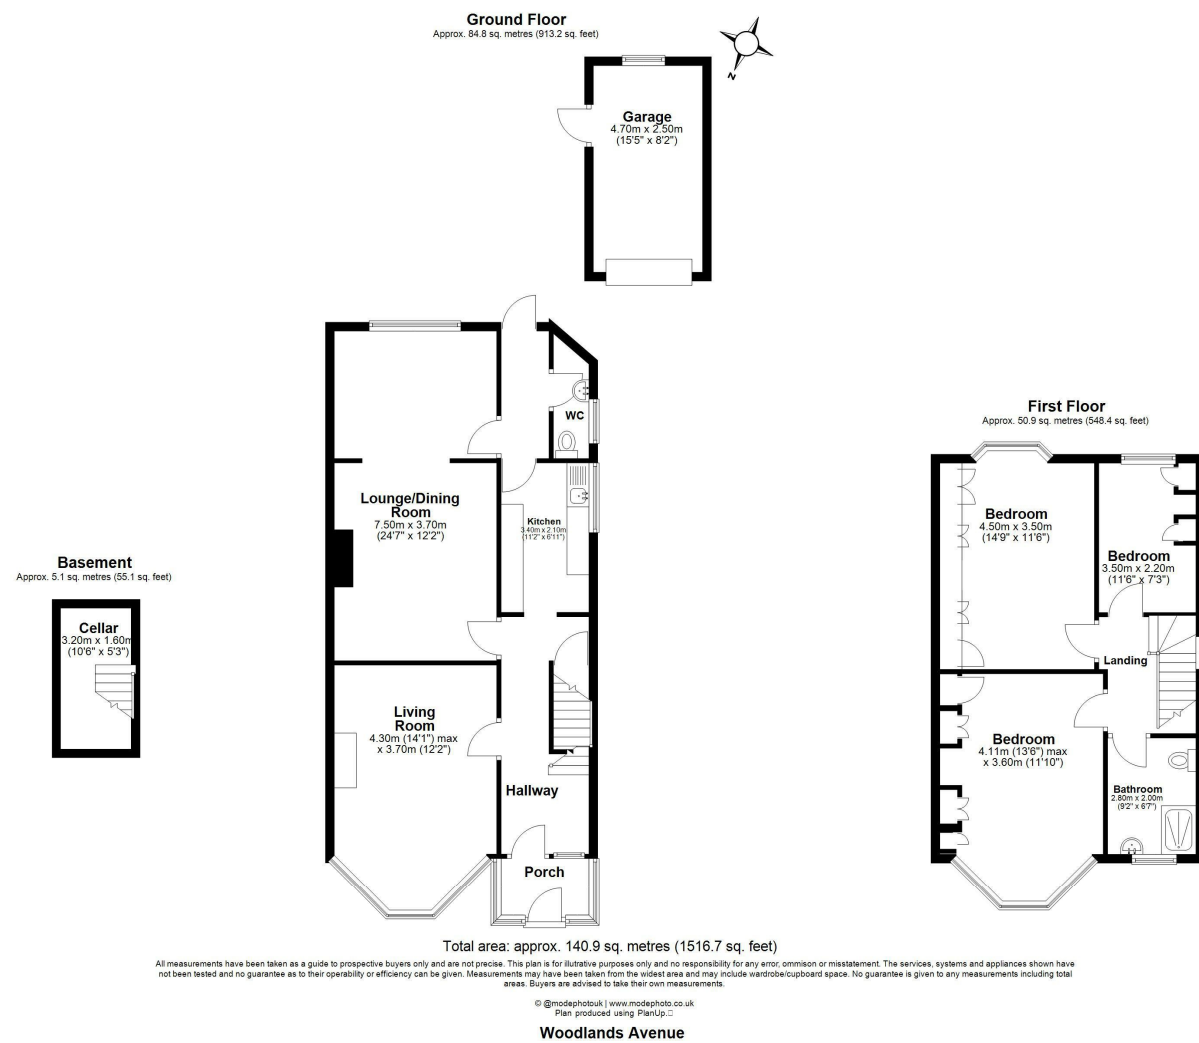 Ground Floor
Approx. 84.8 sq. metres (913.2 sq. feet)
N
Garage
4.70m x 2.50m
(15'5" x 8'2")
WC
First Floor
Approx. 50.9 sq. metres (548.4 sq. feet)
Lounge/Dining
Room
7.50m x 3.70m
(24'7" x 12'2")
Kitchen
3.40m x 2.10m
(11'2" x 6'11")
Bedroom
4.50m x 3.50m
(14'9" x 11'6")
Bedroom
3.50m x 2.20m
(11'6" x 7'3")
Basement
Approx. 5.1 sq. metres (55.1 sq. feet)
Cellar
3.20m x 1.60m
(10'6" x 5'3")
Landing
Living
Room
4.30m (14'1") max
x 3.70m (12'2")
Bedroom
4.11m (13'6") max
x 3.60m (11'10")
Hallway
Bathroom
2.80m x 2.00m
(9'2" x 6'7")
Porch
Total area: approx. 140.9 sq. metres (1516.7 sq. feet)
All measurements have been taken as a guide to prospective buyers only and are not precise. This plan is for illutrative purposes only and no responsibility for any error, ommison or misstatement. The services, systems and appliances shown have
not been tested and no guarantee as to their operability or efficiency can be given. Measurements may have been taken from the widest area and may include wardrobe/cupboard space. No guarantee is given to any measurements including total
areas. Buyers are advised to take their own measurements.
© @modephotouk | www.modephoto.co.uk
Plan produced using PlanUp.□
Woodlands Avenue